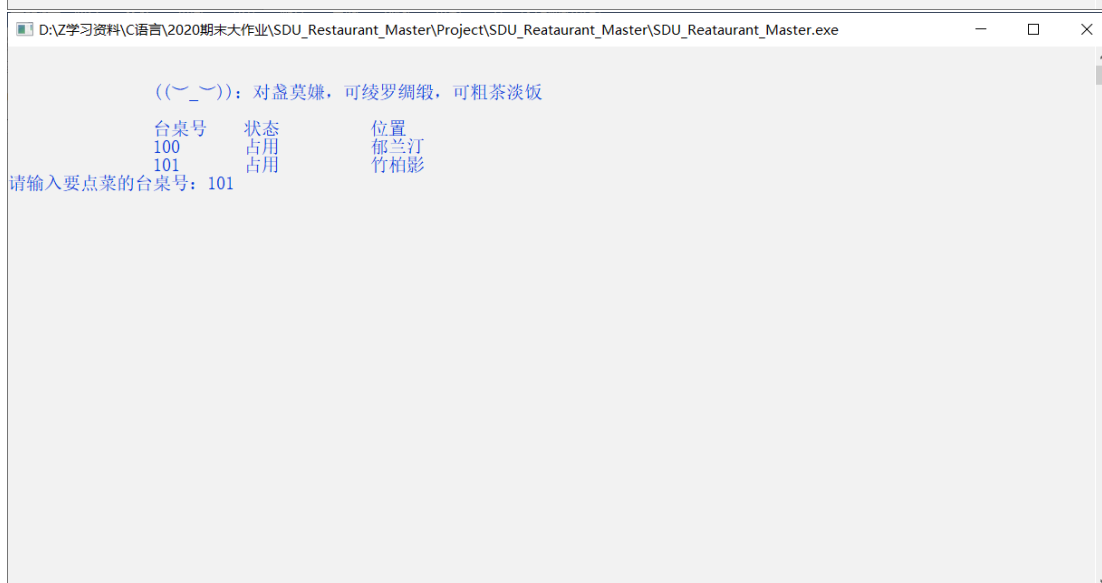 D:\Z学习资料\C语言\2020期末大作业\SDU_Restaurant_Master\Project\SDU_Reataurant_Master\SDU_Reataurant_Master.exe
((︶_︶)): 对盏莫嫌，可绫罗绸缎，可粗茶淡饭
台桌号 状态 位置
100 占用 郁兰汀
101 占用 竹柏影
请输入要点菜的台桌号：101